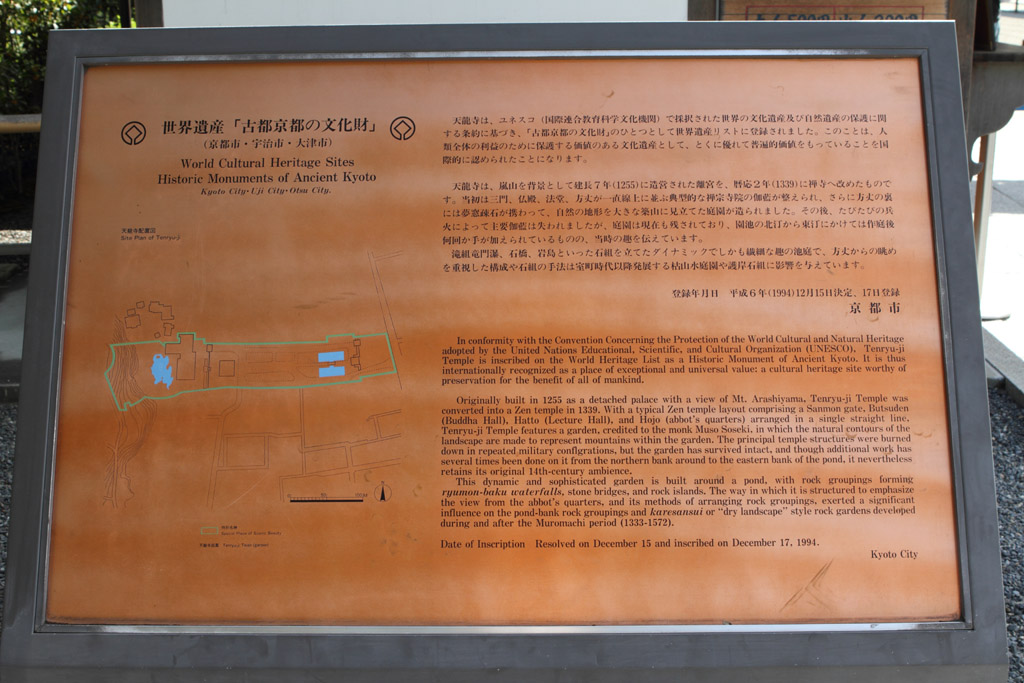 世界遺産「古都京都の文化財」
(京都市・宇治市・大津市)
World Cultural Heritage Sites
Historic Monuments of Ancient Kyoto
Kyoto City·Uji City·Otsu City.
天龍寺配置図
Site Plan of Tenryu-ji
天龍寺は、ユネスコ(国際連合教育科学文化機関)で採択された世界の文化遺産及び自然遺産の保護に関
する条約に基づき、「古都京都の文化財」のひとつとして世界遺産リストに登録されました。このことは、人
類全体の利益のために保護する価値のある文化遺産として、とくに優れて普遍的価値をもっていることを国
際的に認められたことになります。
天龍寺は、嵐山を背景として建長7年(1255)に造営された離宮を、暦応2年(1339)に禅寺へ改めたもので
す。当初は三門、仏殿、法堂、方丈が一直線上に並ぶ典型的な禅宗寺院の伽藍が整えられ、さらに方丈の裏
には夢窓疎石が携わって、自然の地形を大きな築山に見立てた庭園が造られました。その後、たびたびの兵
火によって主要伽藍は失われましたが、庭園は現在も残されており、園池の北汀から東汀にかけては作庭後
何回か手が加えられているものの、当時の趣を伝えています。
滝組竜門瀑、石橋、岩島といった石組を立てたダイナミックでしかも繊細な趣の池庭で、方丈からの眺め
を重視した構成や石組の手法は室町時代以降発展する枯山水庭園や護岸石組に影響を与えています。
登録年月日 平成6年(1994)12月15日決定、17日登録
京都市
In conformity with the Convention Concerning the Protection of the World Cultural and Natural Heritage
adopted by the United Nations Educational, Scientific, and Cultural Organization (UNESCO), Tenryu-ji
Temple is inscribed on the World Heritage List as a Historic Monument of Ancient Kyoto. It is thus
internationally recognized as a place of exceptional and universal value: a cultural heritage site worthy of
preservation for the benefit of all of mankind.
Originally built in 1255 as a detached palace with a view of Mt. Arashiyama, Tenryu-ji Temple was
converted into a Zen temple in 1339. With a typical Zen temple layout comprising a Sanmon gate, Butsuden
(Buddha Hall), Hatto (Lecture Hall), and Hojo (abbot's quarters) arranged in a single straight line,
Tenryu-ji Temple features a garden, credited to the monk Muso Soseki, in which the natural contours of the
landscape are made to represent mountains within the garden. The principal temple structures were burned
down in repeated military configrations, but the garden has survived intact, and though additional work has
several times been done on it from the northern bank around to the eastern bank of the pond, it nevertheless
retains its original 14th-century ambience.
This dynamic and sophisticated garden is built around a pond, with rock groupings forming
ryumon-baku waterfalls, stone bridges, and rock islands. The way in which it is structured to emphasize
the view from the abbot's quarters, and its methods of arranging rock groupings, exerted a significant
influence on the pond-bank rock groupings and karesansui or "dry landscape" style rock gardens developed
during and after the Muromachi period (1333-1572).
Date of Inscription Resolved on December 15 and inscribed on December 17, 1994.
Kyoto City